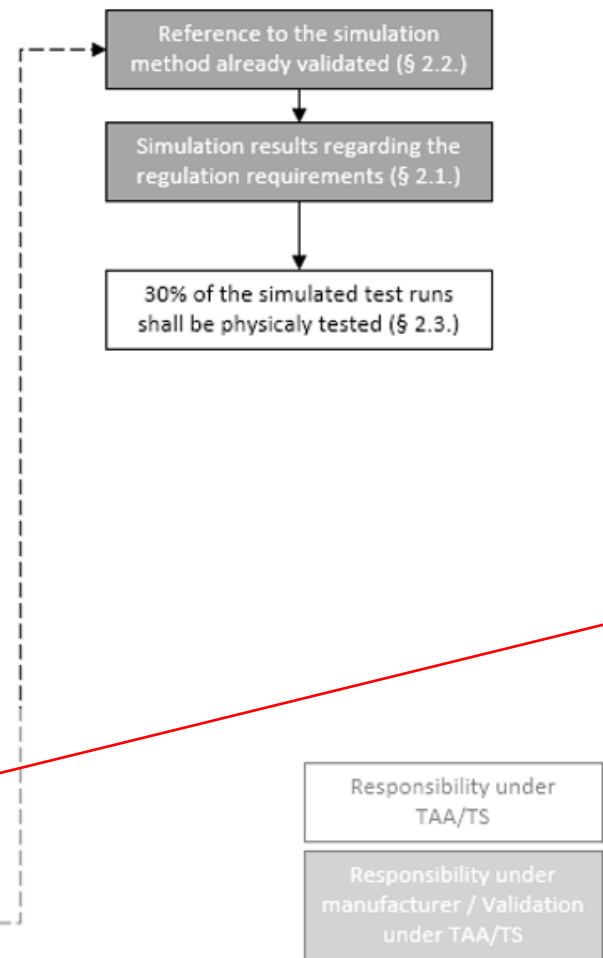 Reference to the simulation
method already validated (§ 2.2.)
Simulation results regarding the
regulation requirements (§ 2.1.)
30% of the simulated test runs
shall be physicaly tested (§ 2.3.)
Responsibility under
TAA/TS
Responsibility under
manufacturer / Validation
under TAA/TS